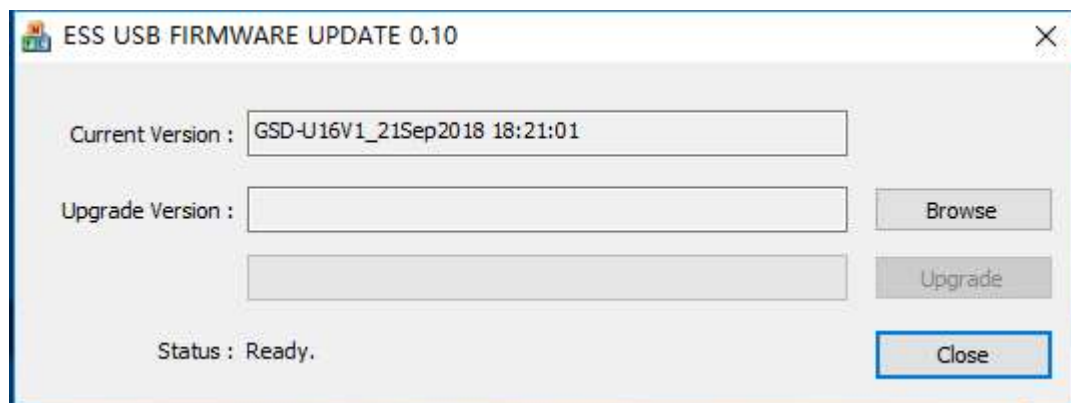 ESS USB FIRMWARE UPDATE 0.10
Current Version : GSD-U16V1_21Sep2018 18:21:01
Upgrade Version : Browse
Upgrade
Status : Ready. Close